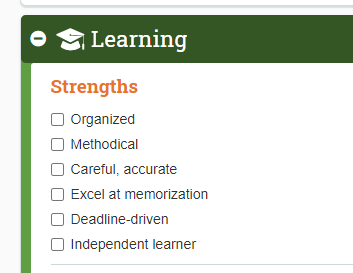 Learning
Strengths
Organized
Methodical
Careful, accurate
Excel at memorization
Deadline-driven
Independent learner